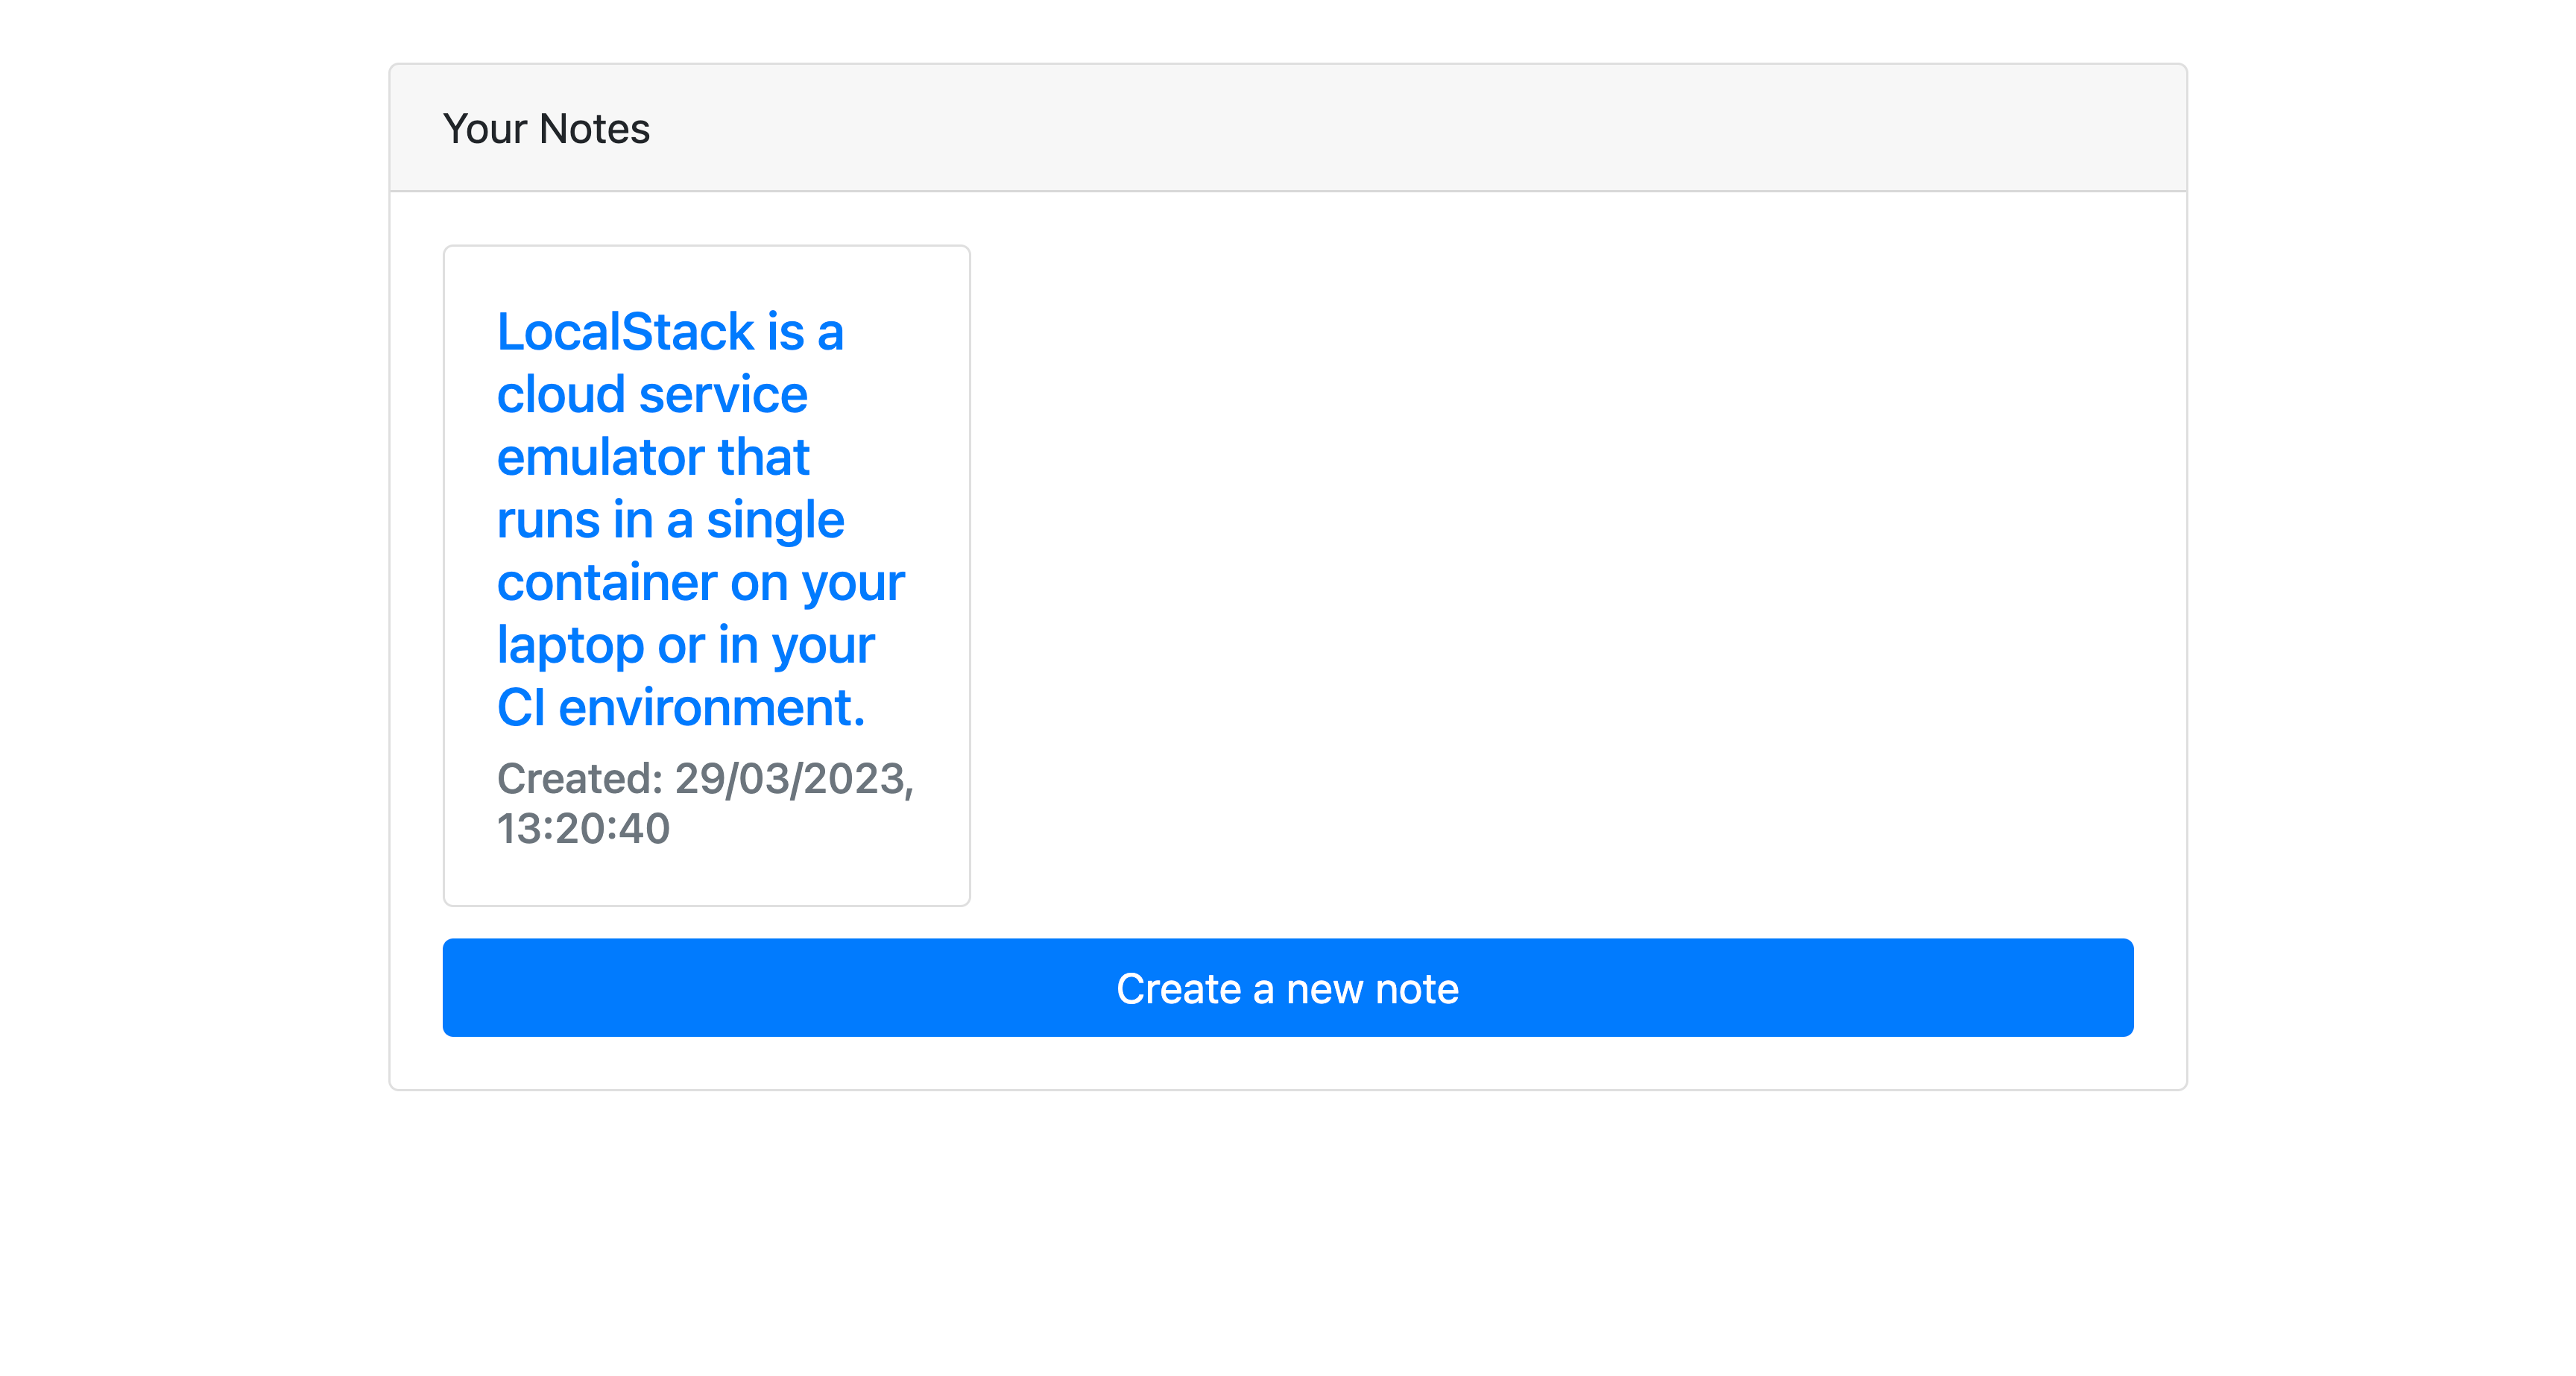 Your Notes
LocalStack is a
cloud service
emulator that
runs in a single
container on your
laptop or in your
CI environment.
Created: 29/03/2023,
13:20:40
Create a new note